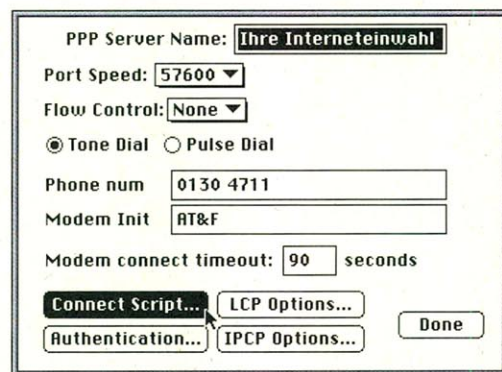 PPP Server Name: Ihre Interneteinwahl
Port Speed: 57600
Flow Control: None
Tone Dial Pulse Dial
Phone num 0130 4711
Modem Init AT&F
Modem connect timeout: 90 seconds
Connect Script... LCP Options...
Authentication... IPCP Options...
Done